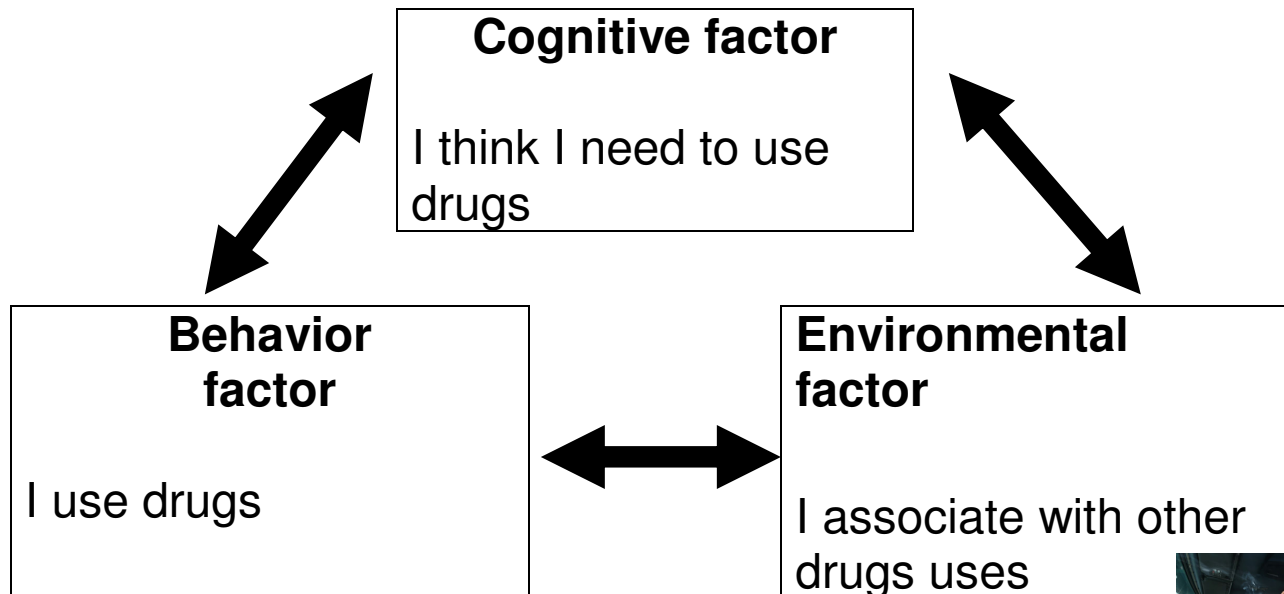 Cognitive factor
I think I need to use
drugs
Behavior
factor
I use drugs
Environmental
factor
I associate with other
drugs uses